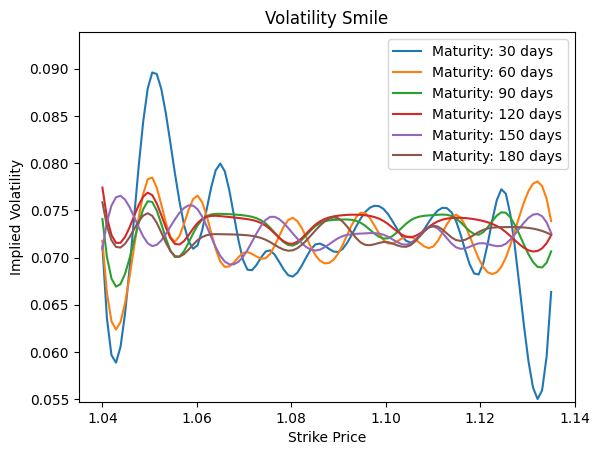 Volatility Smile
Implied Volatility
0.090
0.085
0.080
0.075
0.070
0.065
0.060
0.055
Maturity: 30 days
Maturity: 60 days
Maturity: 90 days
Maturity: 120 days
Maturity: 150 days
Maturity: 180 days
1.04 1.06 1.08 1.10 1.12 1.14
Strike Price